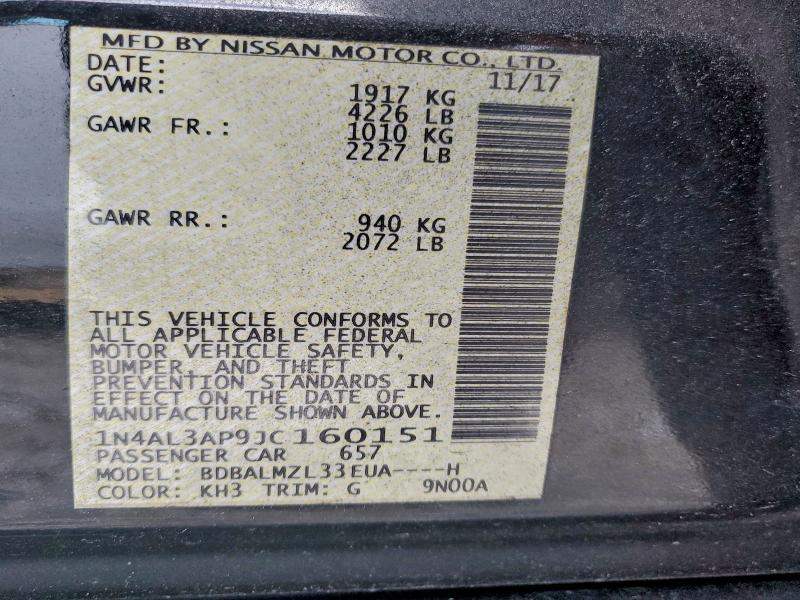 MFD BY NISSAN MOTOR CO., LTD.
DATE: 11/17
GVWR: 1917 KG
4226 LB
GAWR FR.: 1010 KG
2227 LB
GAWR RR.: 940 KG
2072 LB
THIS VEHICLE CONFORMS TO
ALL APPLICABLE FEDERAL
MOTOR VEHICLE SAFETY,
BUMPER, AND THEFT
PREVENTION STANDARDS IN
EFFECT ON THE DATE OF
MANUFACTURE SHOWN ABOVE.
1N4AL3AP9JC160151
PASSENGER CAR 657
MODEL: BDBALMZL33EUA----H
COLOR: KH3 TRIM: G 9N00A